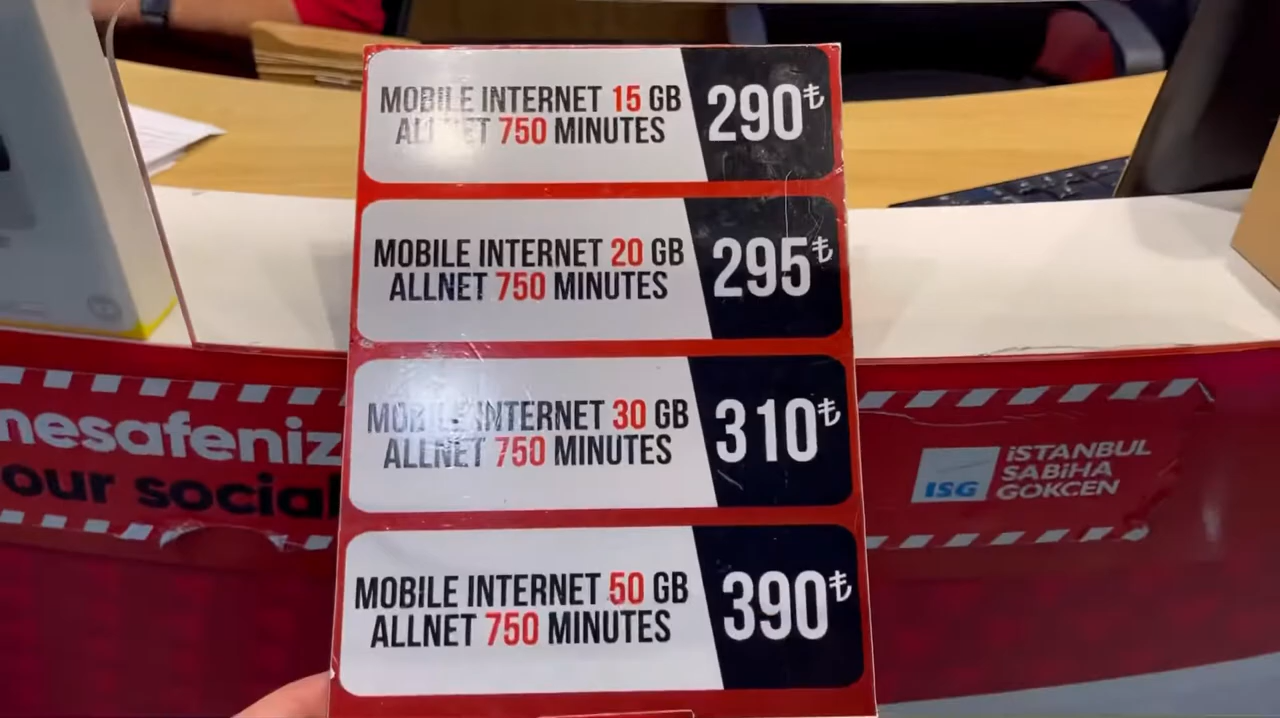 MOBILE INTERNET 15 GB
ALLNET 750 MINUTES
290₺
MOBILE INTERNET 20 GB
ALLNET 750 MINUTES
295₺
MOBILE INTERNET 30 GB
ALLNET 750 MINUTES
310₺
MOBILE INTERNET 50 GB
ALLNET 750 MINUTES
390₺
mesafeniz
our social
ISG
İSTANBUL
SABİHA
GÖKÇEN